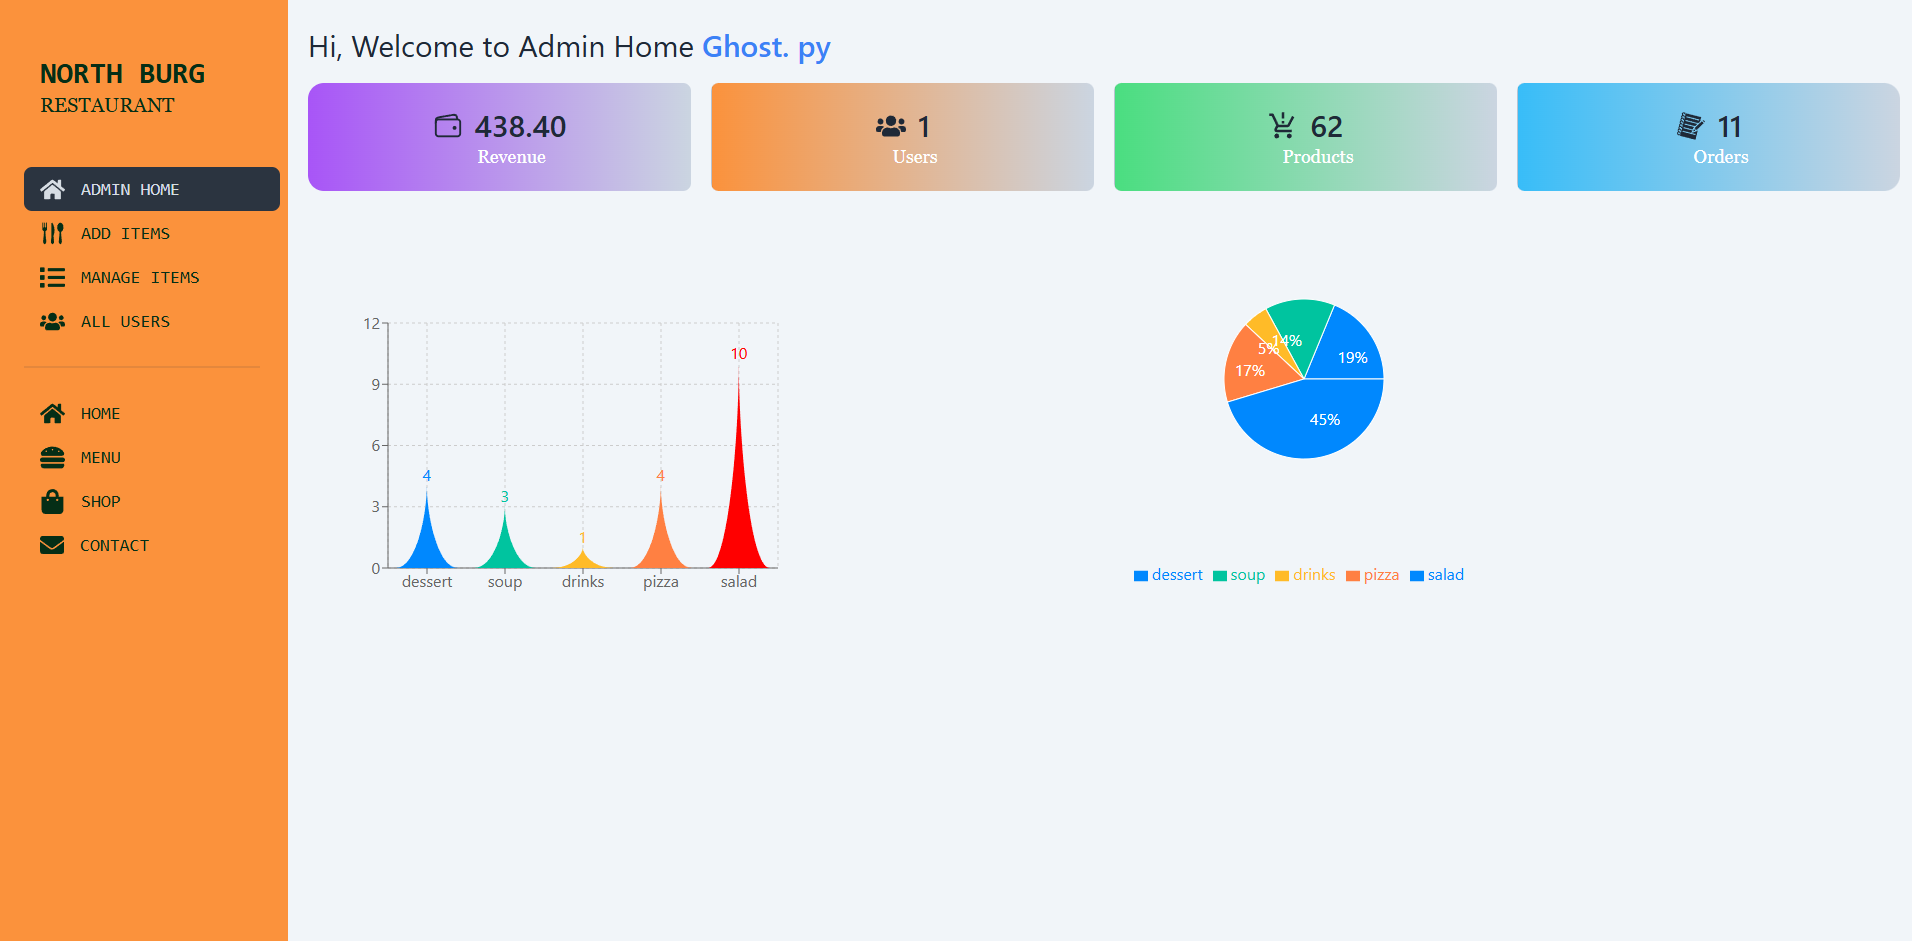 NORTH BURG
RESTAURANT
ADMIN HOME
ADD ITEMS
MANAGE ITEMS
ALL USERS
HOME
MENU
SHOP
CONTACT
Hi, Welcome to Admin Home Ghost. py
438.40
Revenue
1
Users
62
Products
11
Orders
12
9
6
3
0
4
3
1
4
10
dessert soup drinks pizza salad
14%
5%
19%
17%
45%
dessert soup drinks pizza salad